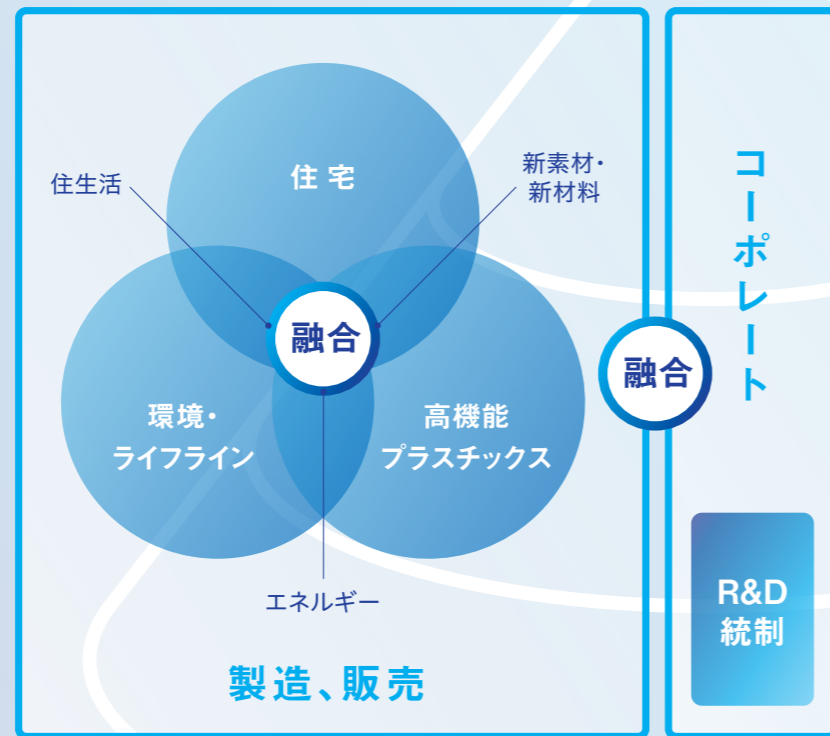 住宅
住生活
新素材・
新材料
融合
環境・
ライフライン
高機能
プラスチックス
エネルギー
製造、販売
融合
コーポレート
R&D
統制